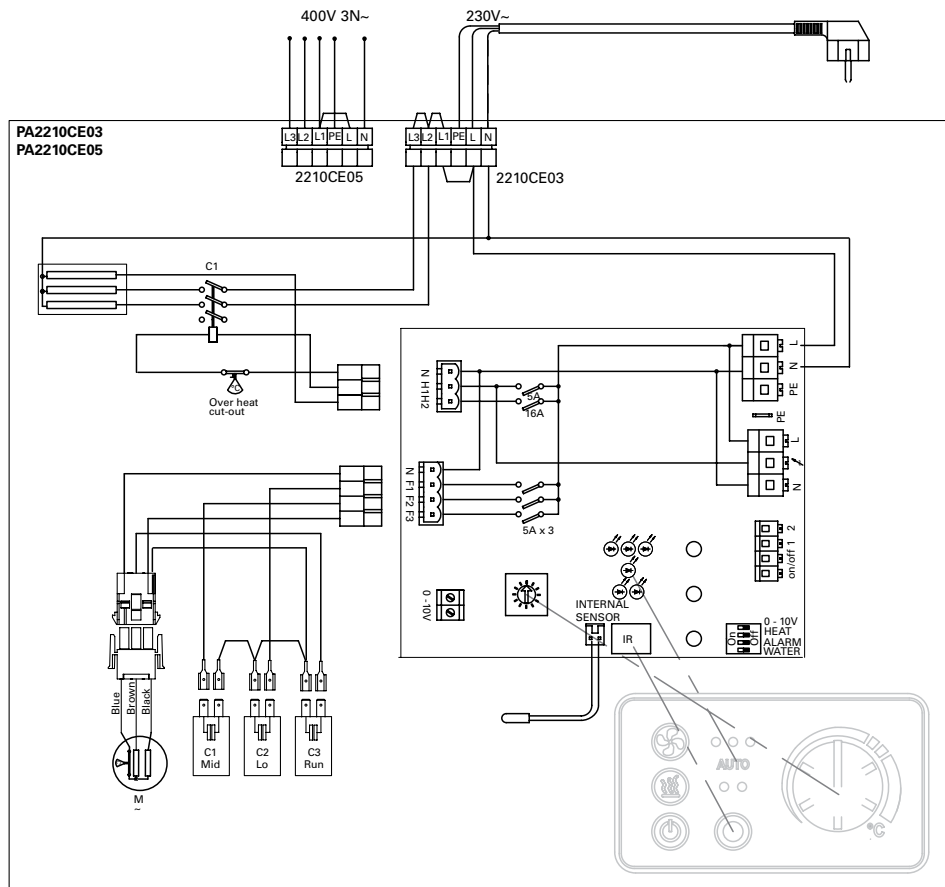 400V 3N~
230V~
PA2210CE03
PA2210CE05
L3 L2 L1 PE L N
L3 L2 L1 PE L N
2210CE05
2210CE03
C1
°C
Over heat
cut-out
N H1 H2
5A
16A
L
N
PE
PE
L
N
N F1 F2 F3
5A x 3
2
1
on/off
0 - 10V
INTERNAL
SENSOR
IR
On
Off
0 - 10V
HEAT
ALARM
WATER
Blue
Brown
Black
C1
Mid
C2
Lo
C3
Run
M
~
AUTO
°C